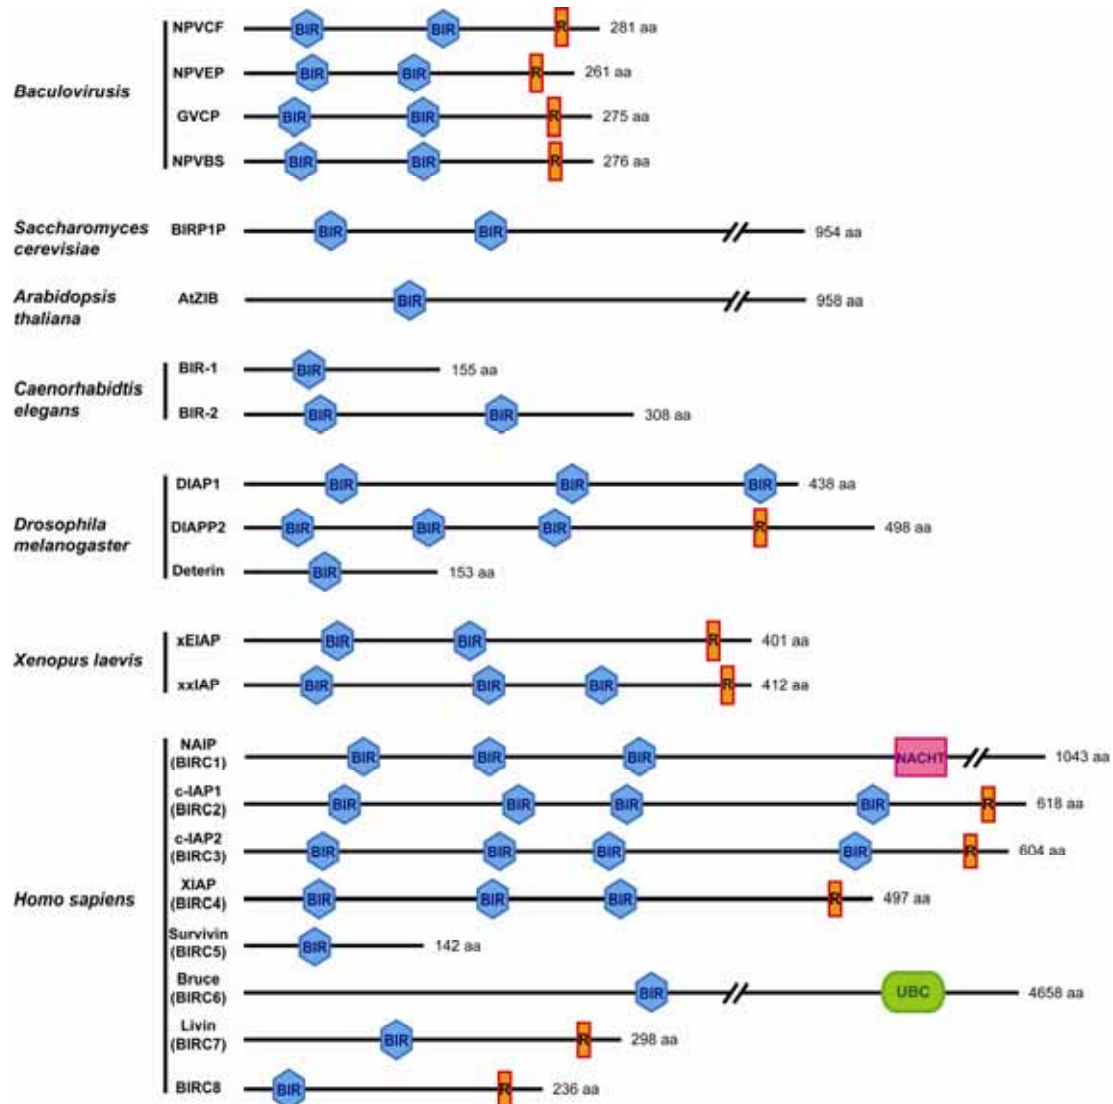 NPVCF BIR BIR R 281 aa
NPVEP BIR BIR R 261 aa
Baculovirusis
GVCP BIR BIR R 275 aa
NPVBS BIR BIR R 276 aa
Saccharomyces
cerevisiae
BIRP1P BIR BIR 954 aa
Arabidopsis
thaliana
AtZIB BIR 958 aa
BIR-1 BIR 155 aa
Caenorhabidtis
elegans
BIR-2 BIR BIR 308 aa
DIAP1 BIR BIR BIR 438 aa
Drosophila
melanogaster
DIAPP2 BIR BIR BIR R 498 aa
Deterin BIR 153 aa
xEIAP BIR BIR R 401 aa
Xenopus laevis
xxIAP BIR BIR BIR R 412 aa
NAIP
(BIRC1) BIR BIR BIR NACHT 1043 aa
c-IAP1
(BIRC2) BIR BIR BIR BIR R 618 aa
c-IAP2
(BIRC3) BIR BIR BIR BIR R 604 aa
Homo sapiens
XIAP
(BIRC4) BIR BIR BIR R 497 aa
Survivin
(BIRC5) BIR 142 aa
Bruce
(BIRC6) BIR UBC 4658 aa
Livin
(BIRC7) BIR R 298 aa
BIRC8 BIR R 236 aa